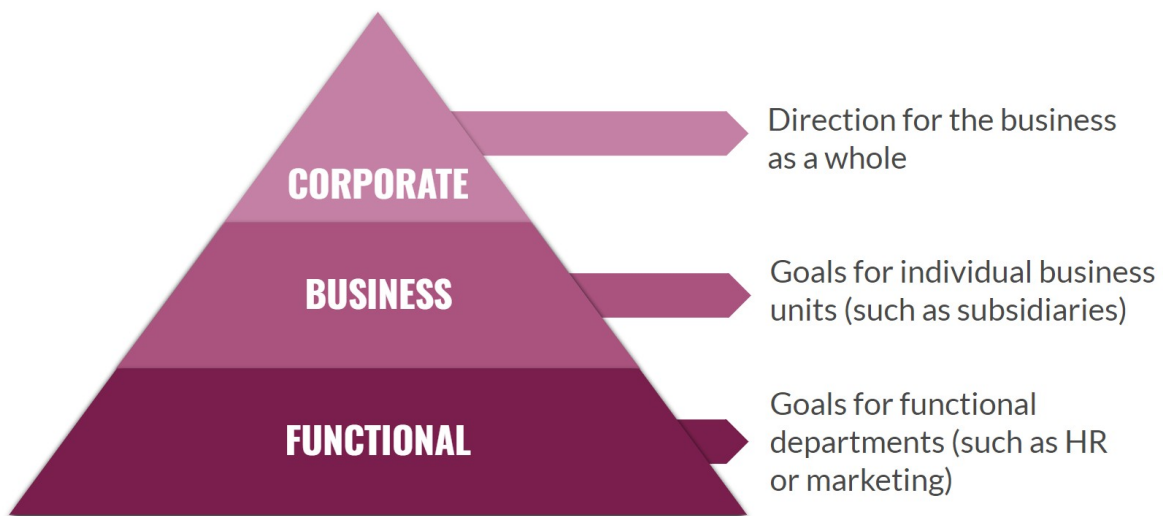 CORPORATE
Direction for the business
as a whole
BUSINESS
Goals for individual business
units (such as subsidiaries)
FUNCTIONAL
Goals for functional
departments (such as HR
or marketing)